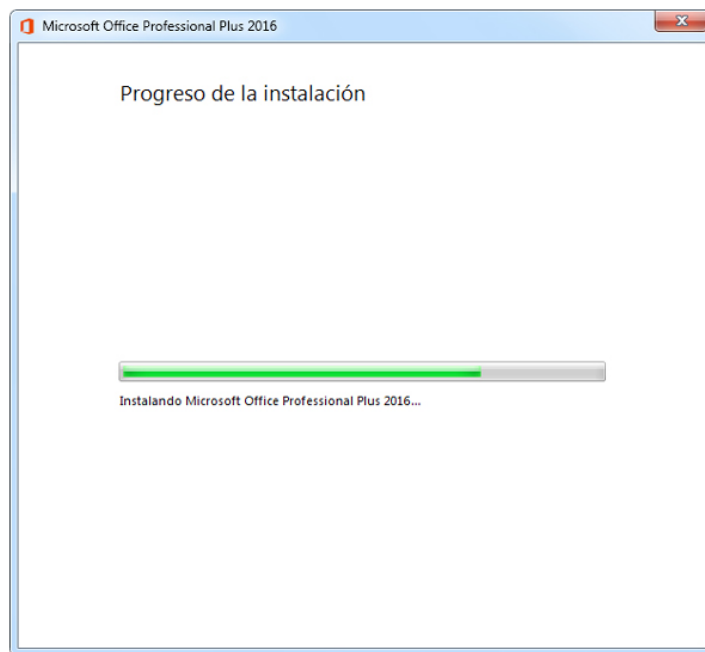 Microsoft Office Professional Plus 2016
Progreso de la instalación
Instalando Microsoft Office Professional Plus 2016...